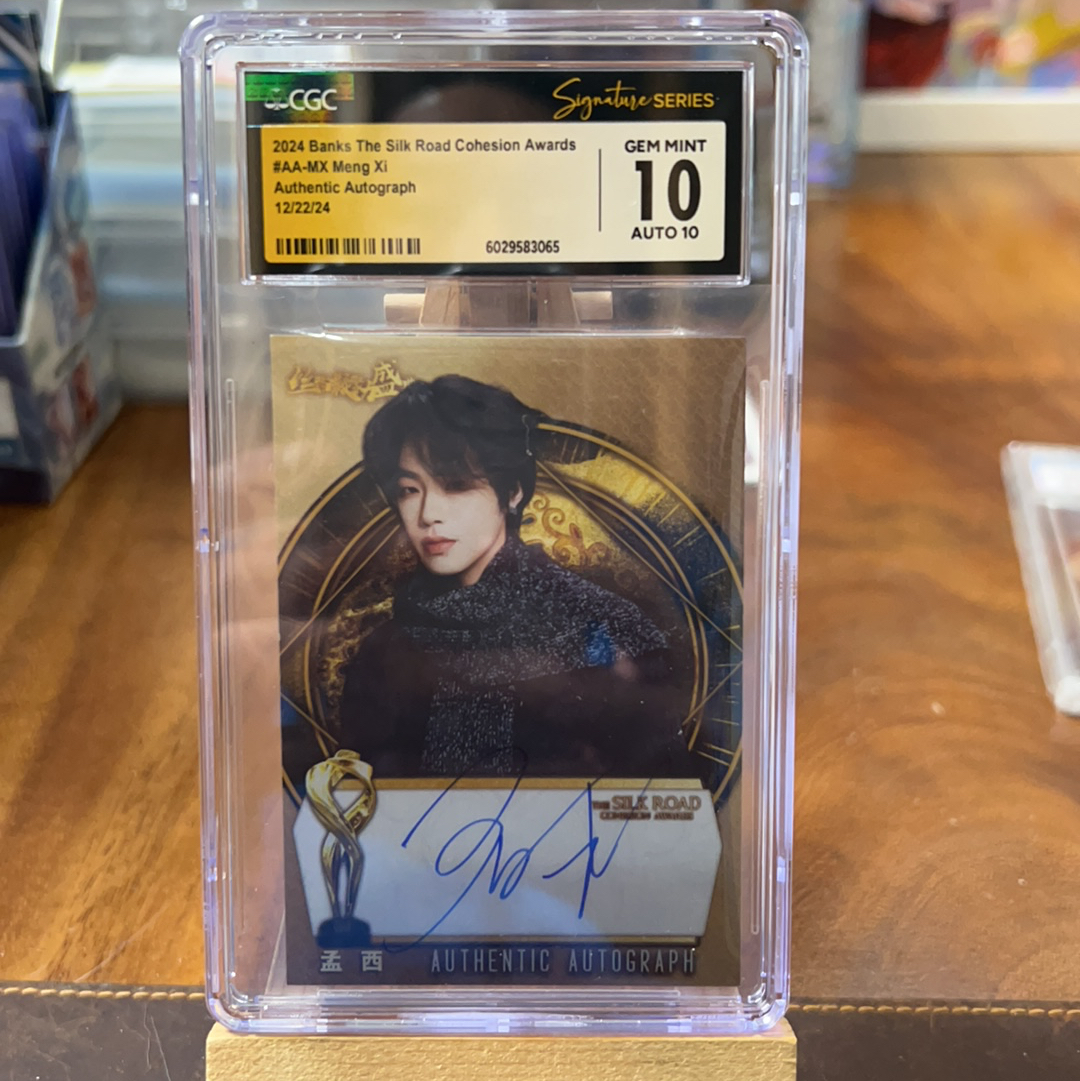 CGC
Signature SERIES
2024 Banks The Silk Road Cohesion Awards
#AA-MX Meng Xi
Authentic Autograph
12/22/24
6029583065
GEM MINT
10
AUTO 10
THE SILK ROAD
COHESION AWARDS
孟 西
AUTHENTIC AUTOGRAPH